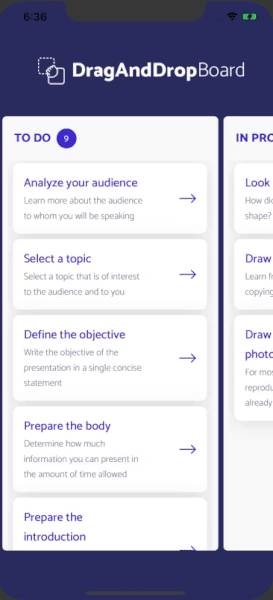 6:36
DragAndDropBoard
TO DO 9
Analyze your audience
Learn more about the audience
to whom you will be speaking
Select a topic
Select a topic that is of interest
to the audience and to you
Define the objective
Write the objective of the
presentation in a single concise
statement
Prepare the body
Determine how much
information you can present in
the amount of time allowed
Prepare the
introduction
IN PRO
Look
How di
shape?
Draw
Learn f
copying
Draw
photo
For mo
reprodu
already